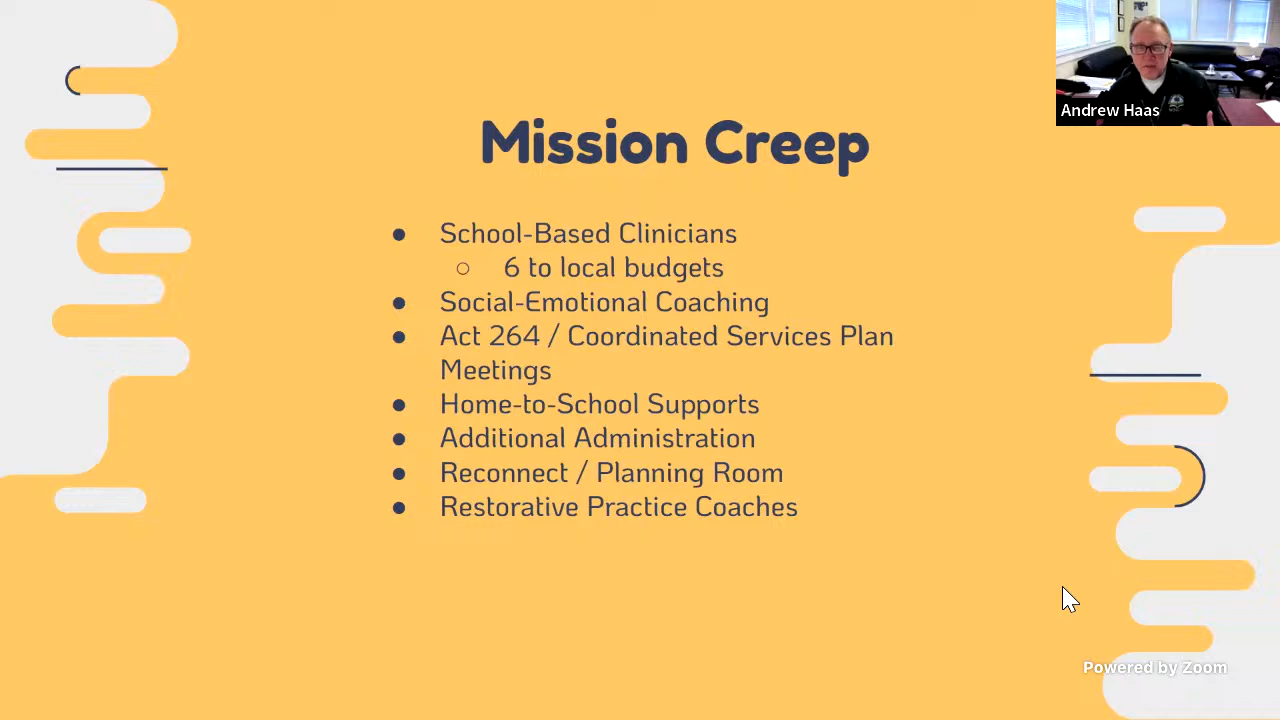 Andrew Haas
Mission Creep
● School-Based Clinicians
○ 6 to local budgets
● Social-Emotional Coaching
● Act 264 / Coordinated Services Plan
Meetings
● Home-to-School Supports
● Additional Administration
● Reconnect / Planning Room
● Restorative Practice Coaches
Powered by Zoom